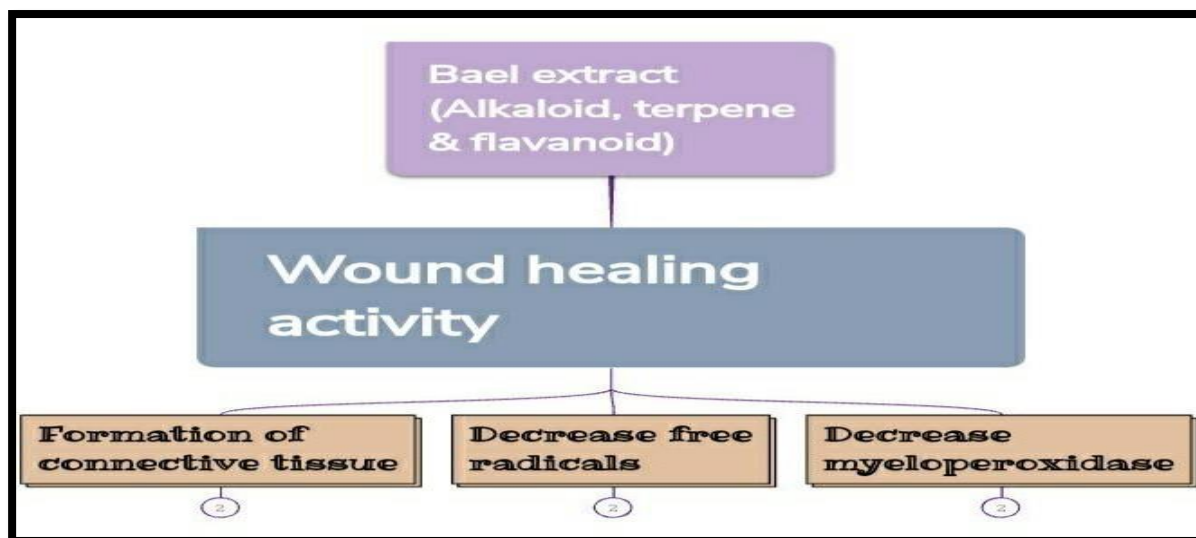 Bael extract
(Alkaloid, terpene
& flavanoid)
Wound healing
activity
Formation of
connective tissue
Decrease free
radicals
Decrease
myeloperoxidase
2
2
2